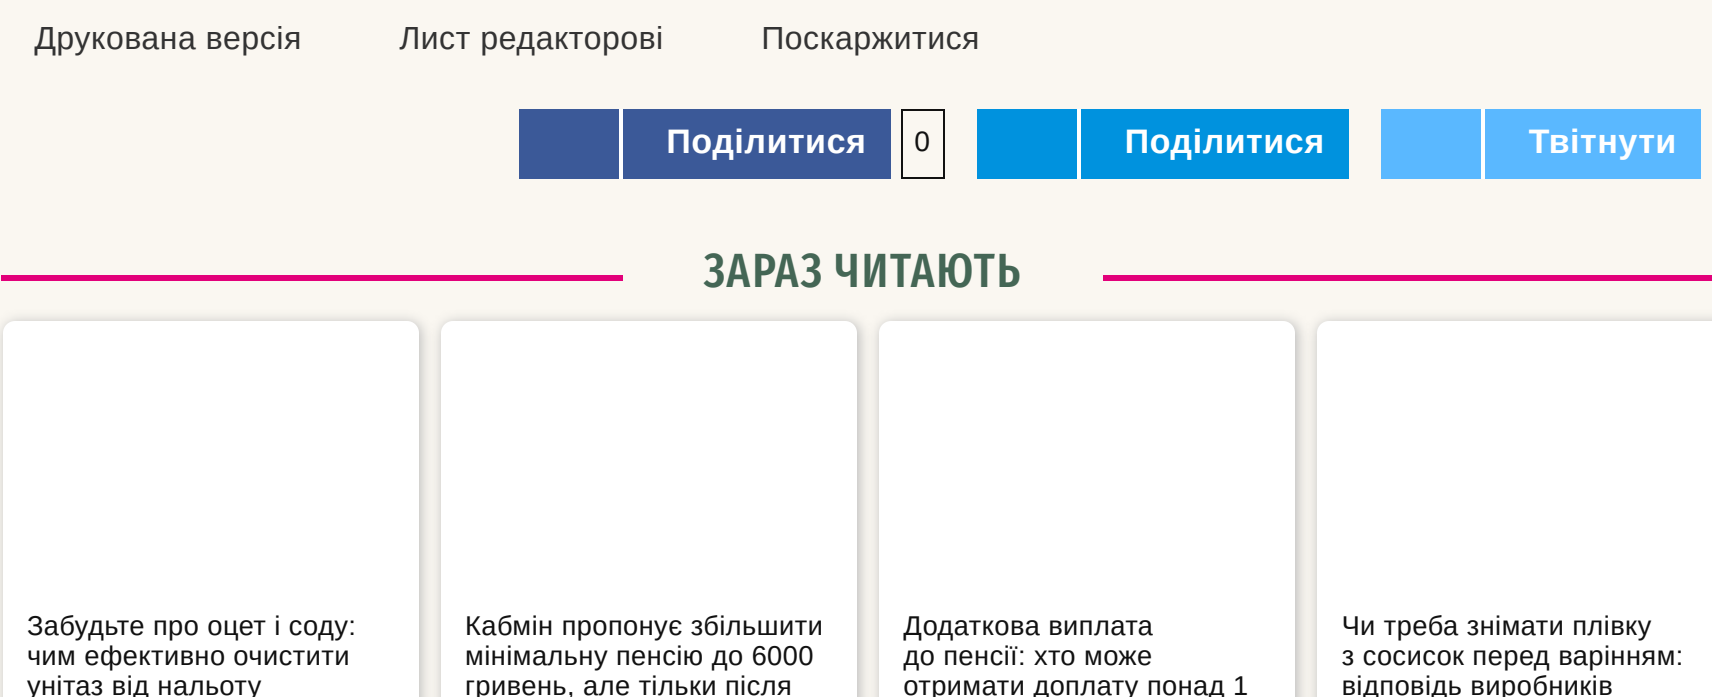 Друкована версія Лист редакторові Поскаржитися
Поділитися 0 Поділитися Твітнути
ЗАРАЗ ЧИТАЮТЬ
Забудьте про оцет і соду:
чим ефективно очистити
унітаз від нальоту
Кабмін пропонує збільшити
мінімальну пенсію до 6000
гривень, але тільки після
Додаткова виплата
до пенсії: хто може
отримати доплату понад 1
Чи треба знімати плівку
з сосисок перед варінням:
відповідь виробників